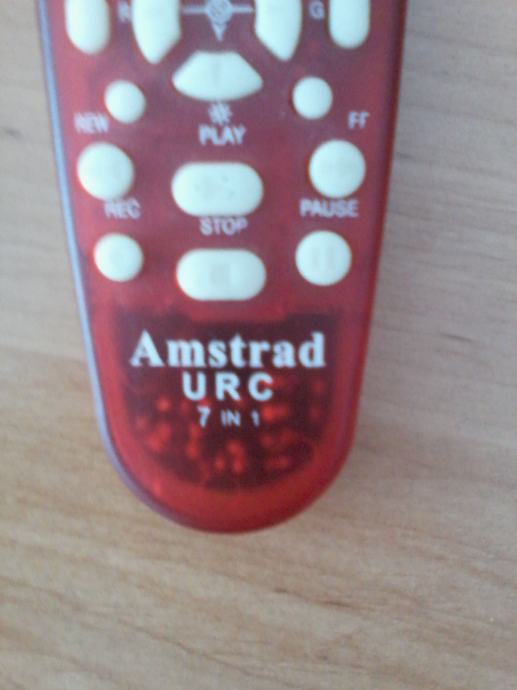 R G
REW PLAY FF
REC STOP PAUSE
Amstrad
URC
7 IN 1